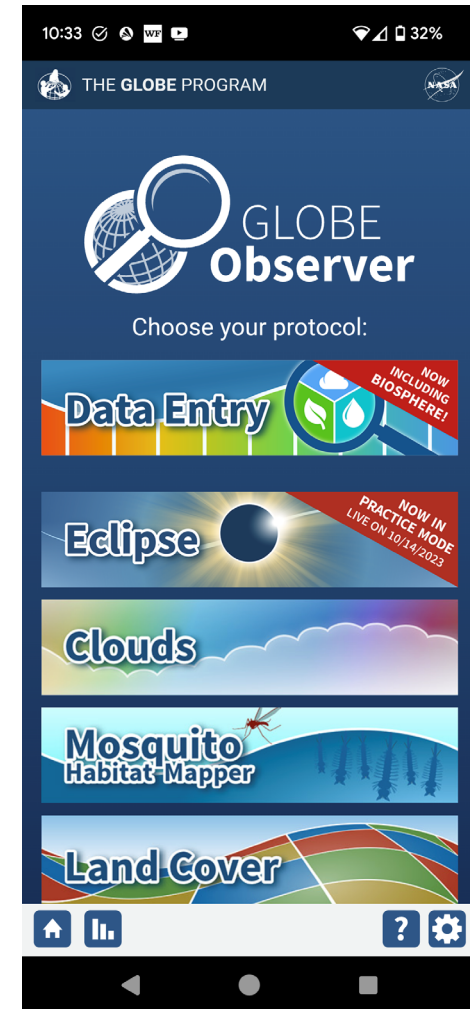 10:33
WF
32%
THE GLOBE PROGRAM
NASA
GLOBE
Observer
Choose your protocol:
Data Entry
NOW
INCLUDING
BIOSPHERE!
Eclipse
NOW IN
PRACTICE MODE
LIVE ON 10/14/2023
Clouds
Mosquito
Habitat Mapper
Land Cover
?